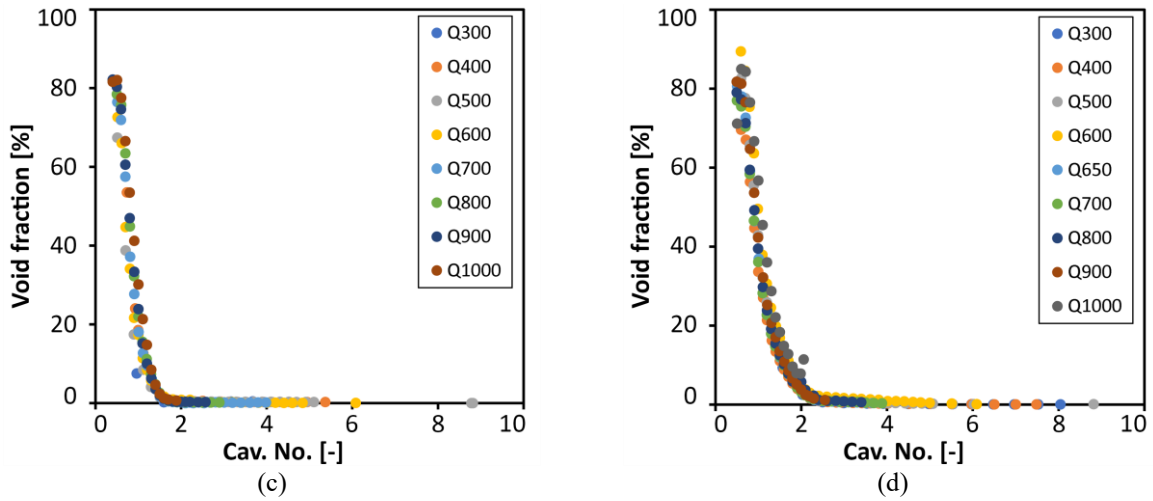 100
80
60
40
20
0
Void fraction [%]
0 2 4 6 8 10
Cav. No. [-]
Q300
Q400
Q500
Q600
Q700
Q800
Q900
Q1000
(c)
100
80
60
40
20
0
Void fraction [%]
0 2 4 6 8 10
Cav. No. [-]
Q300
Q400
Q500
Q600
Q650
Q700
Q800
Q900
Q1000
(d)